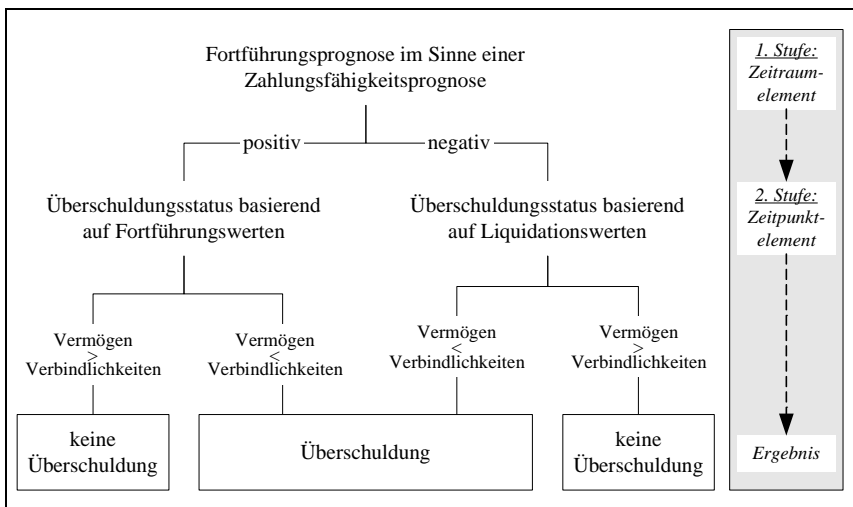 Fortführungsprognose im Sinne einer
Zahlungsfähigkeitsprognose
positiv
negativ
Überschuldungsstatus basierend
auf Fortführungswerten
Überschuldungsstatus basierend
auf Liquidationswerten
Vermögen
>
Verbindlichkeiten
Vermögen
<
Verbindlichkeiten
Vermögen
<
Verbindlichkeiten
Vermögen
>
Verbindlichkeiten
keine
Überschuldung
Überschuldung
keine
Überschuldung
1. Stufe:
Zeitraum-
element
2. Stufe:
Zeitpunkt-
element
Ergebnis